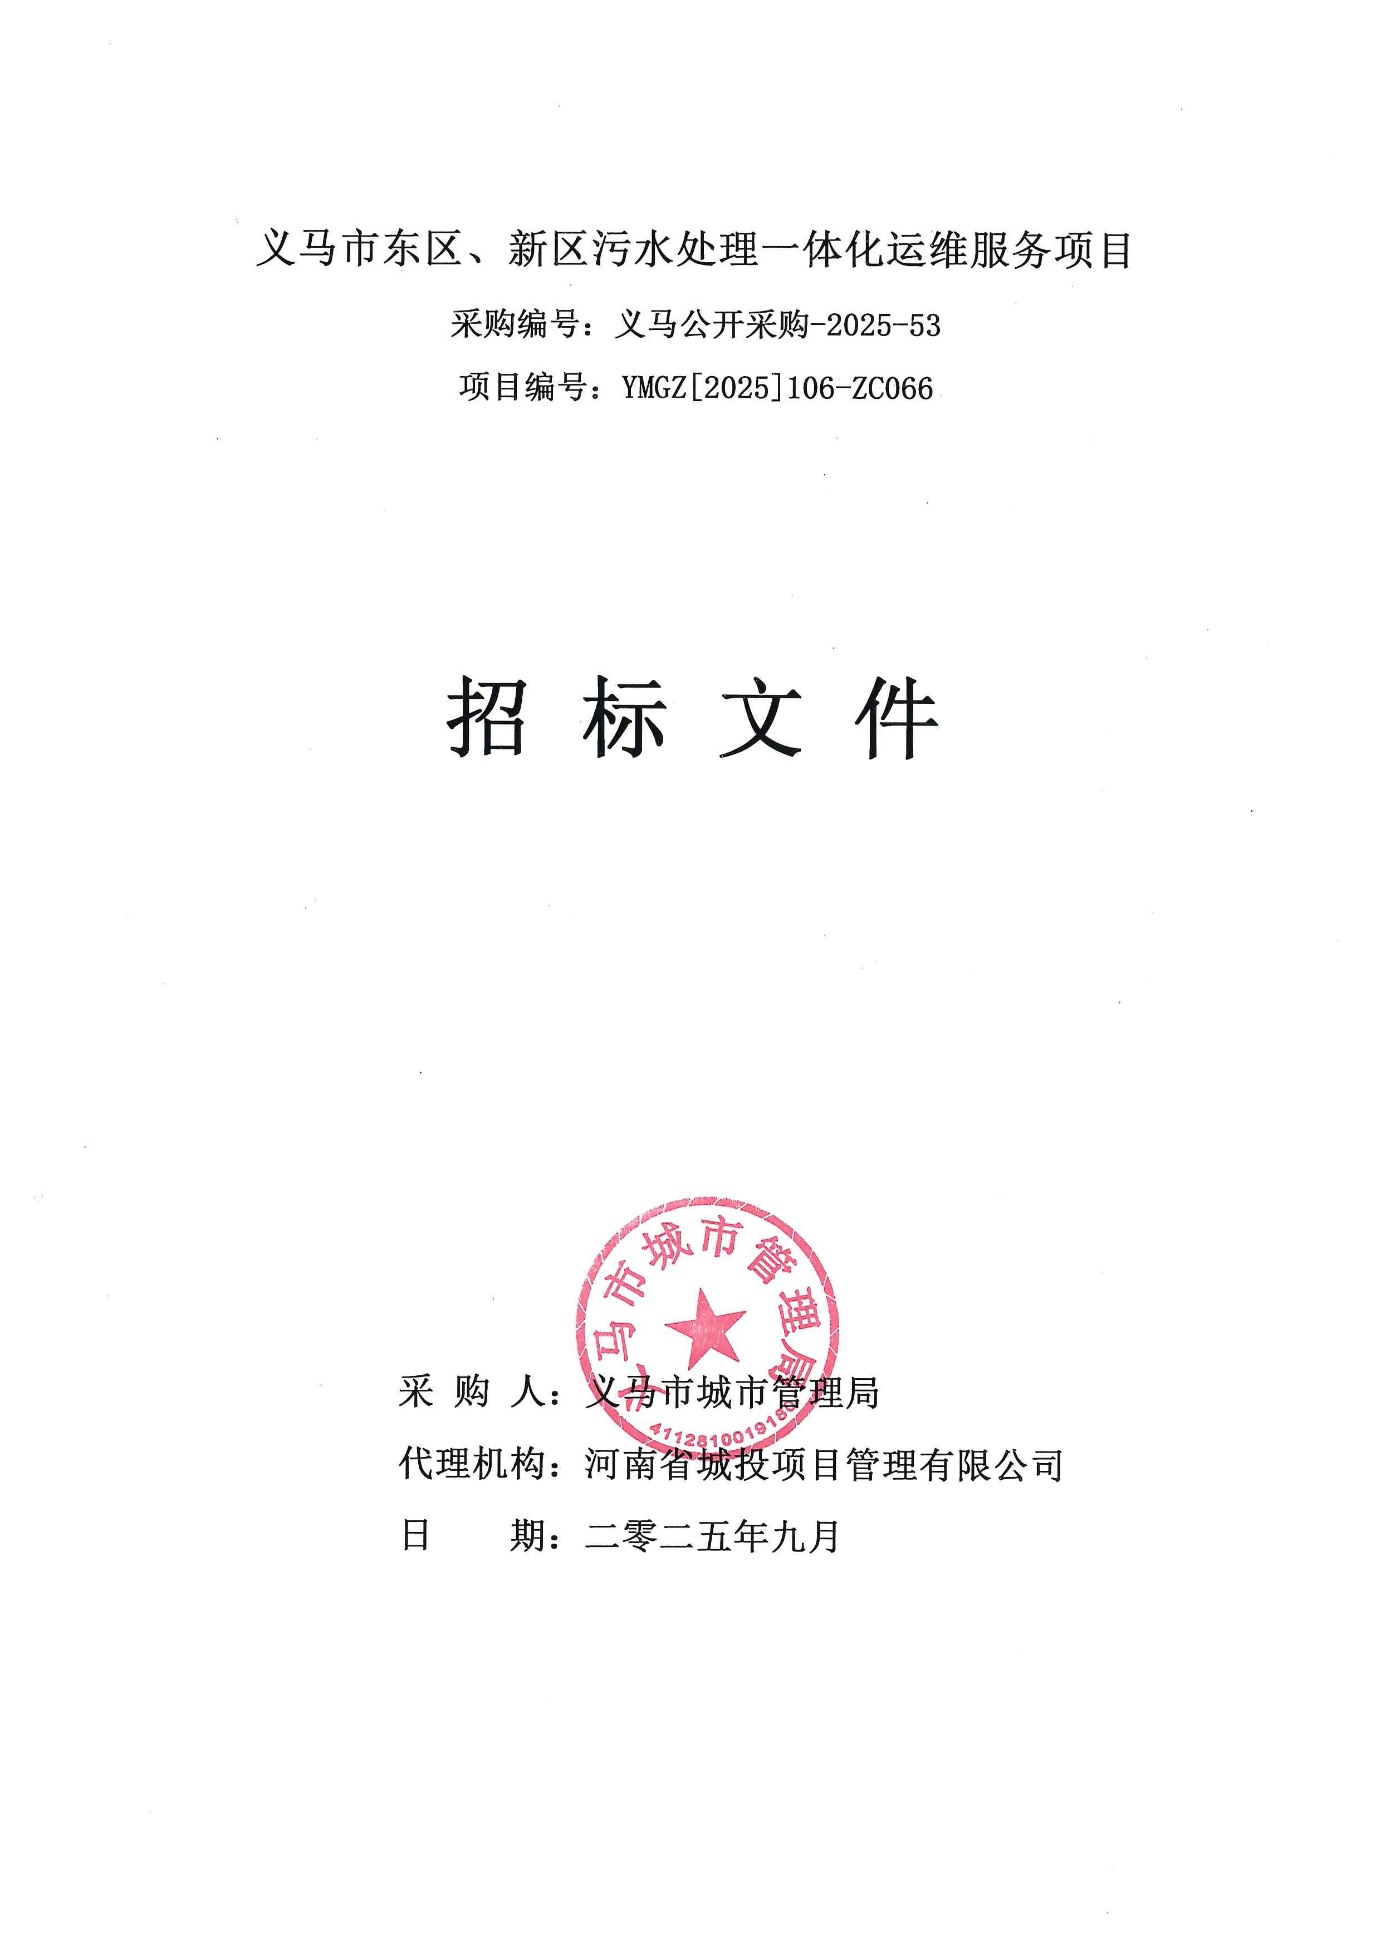 义马市东区、新区污水处理一体化运维服务项目
采购编号：义马公开采购-2025-53
项目编号：YMGZ[2025]106-ZC066
招 标 文 件
义马市城市管理局
采 购 人：义马市城市管理局
4112810019180
代理机构：河南省城投项目管理有限公司
日 期：二零二五年九月